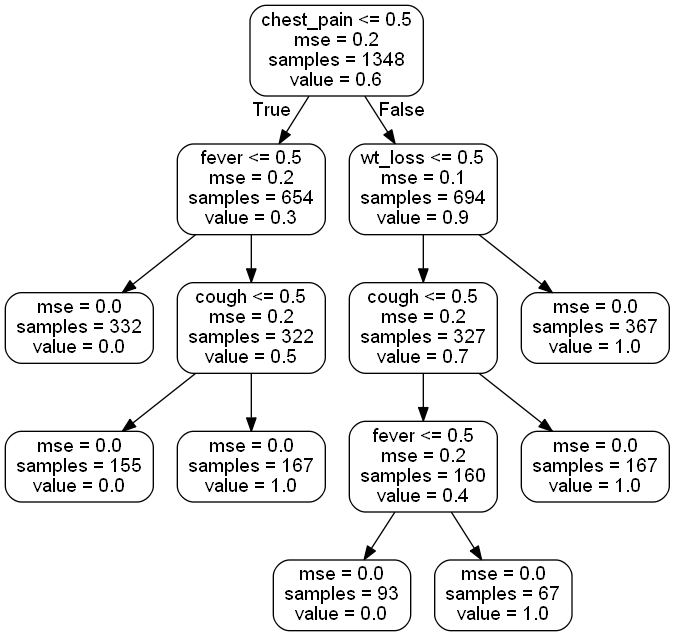 chest_pain <= 0.5
mse = 0.2
samples = 1348
value = 0.6
True
False
fever <= 0.5
mse = 0.2
samples = 654
value = 0.3
wt_loss <= 0.5
mse = 0.1
samples = 694
value = 0.9
mse = 0.0
samples = 332
value = 0.0
cough <= 0.5
mse = 0.2
samples = 322
value = 0.5
cough <= 0.5
mse = 0.2
samples = 327
value = 0.7
mse = 0.0
samples = 367
value = 1.0
mse = 0.0
samples = 155
value = 0.0
mse = 0.0
samples = 167
value = 1.0
fever <= 0.5
mse = 0.2
samples = 160
value = 0.4
mse = 0.0
samples = 167
value = 1.0
mse = 0.0
samples = 93
value = 0.0
mse = 0.0
samples = 67
value = 1.0